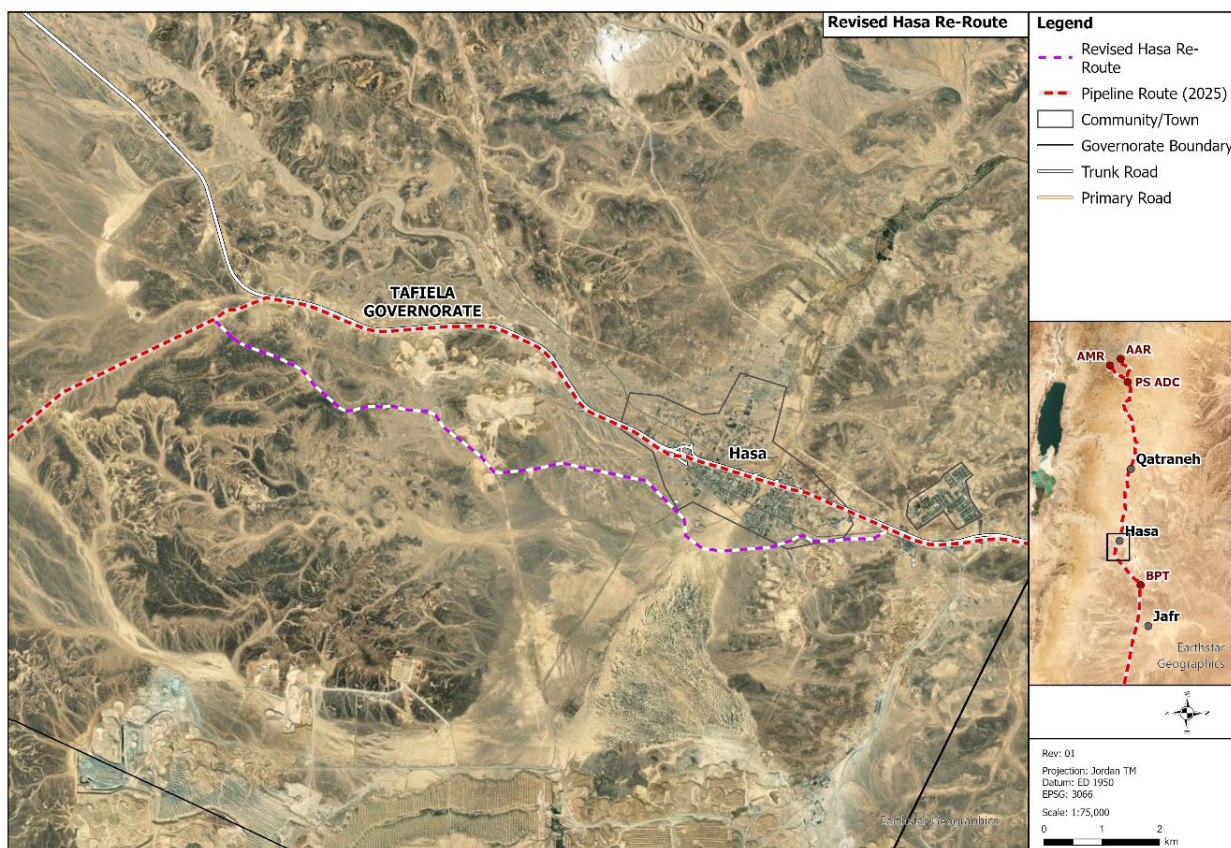 Revised Hasa Re-Route
TAFIELA
GOVERNORATE
Hasa
Earthstar Geographics
Legend
Revised Hasa Re-
Route
Pipeline Route (2025)
Community/Town
Governorate Boundary
Trunk Road
Primary Road
AAR
AMR
PS ADC
Qatraneh
Hasa
BPT
Jafr
Earthstar
Geographics
Rev: 01
Projection: Jordan TM
Datum: ED 1950
EPSG: 3066
Scale: 1:75,000
0 1 2
km